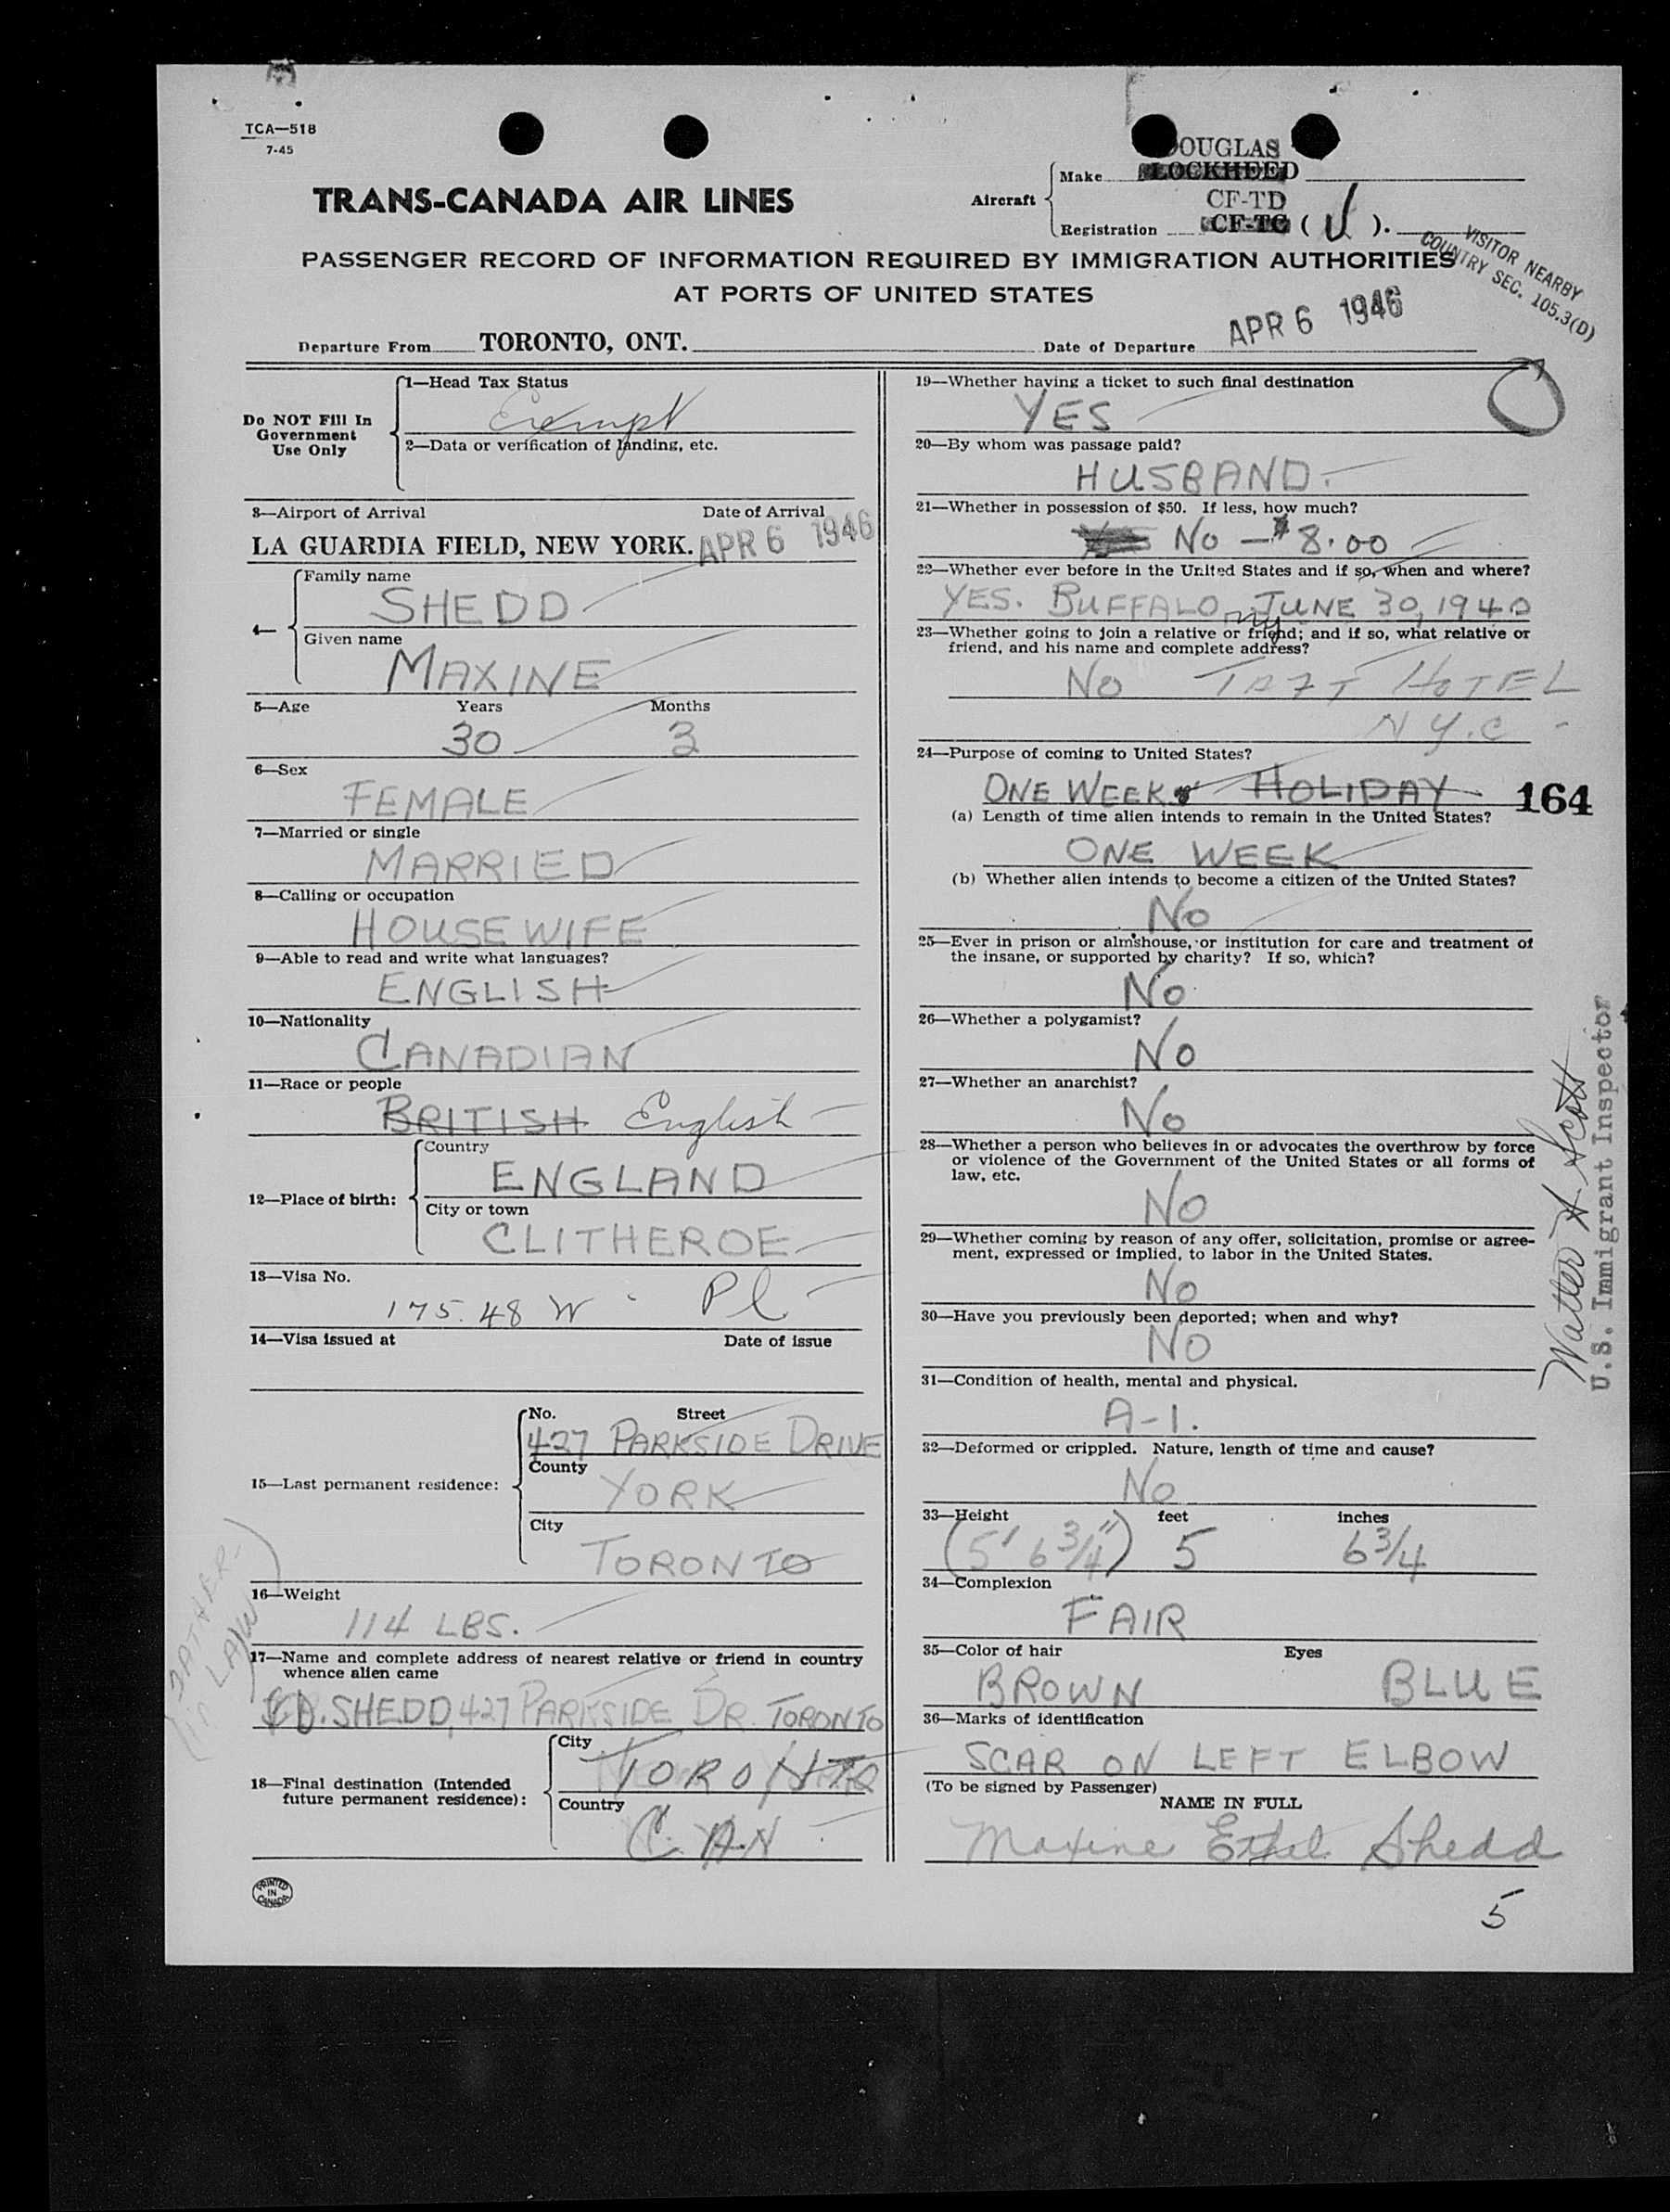 TCA—518
7-45
TRANS-CANADA AIR LINES
Aircraft
Make
DOUGLAS
LOCKHEED
CF-TD
Registration CF-TC ( U ).
VISITOR NEARBY
COUNTRY SEC. 105.3(D)
PASSENGER RECORD OF INFORMATION REQUIRED BY IMMIGRATION AUTHORITIES
AT PORTS OF UNITED STATES
Departure From TORONTO, ONT.
Date of Departure APR 6 1946
Do NOT Fill In
Government
Use Only
1—Head Tax Status
Exempt
2—Data or verification of landing, etc.
3—Airport of Arrival Date of Arrival
LA GUARDIA FIELD, NEW YORK. APR 6 1946
4—
Family name
SHEDD
Given name
MAXINE
5—Age Years Months
30 3
6—Sex
FEMALE
7—Married or single
MARRIED
8—Calling or occupation
HOUSEWIFE
9—Able to read and write what languages?
ENGLISH
10—Nationality
CANADIAN
11—Race or people
BRITISH English
12—Place of birth:
Country
ENGLAND
City or town
CLITHEROE
13—Visa No.
175.48 W Pl
14—Visa issued at Date of issue
15—Last permanent residence:
No. Street
427 PARKSIDE DRIVE
County
YORK
City
TORONTO
16—Weight
114 LBS.
(FATHER-
in LAW)
17—Name and complete address of nearest relative or friend in country
whence alien came
D. SHEDD, 427 PARKSIDE DR. TORONTO
18—Final destination (Intended
future permanent residence):
City
TORONTO
Country
CAN
PRINTED
IN
CANADA
19—Whether having a ticket to such final destination
YES
20—By whom was passage paid?
HUSBAND.
21—Whether in possession of $50. If less, how much?
No — $8.00
22—Whether ever before in the United States and if so, when and where?
YES. BUFFALO, ny JUNE 30, 1940
23—Whether going to join a relative or friend; and if so, what relative or
friend, and his name and complete address?
No TAFT HOTEL
N.Y.C
24—Purpose of coming to United States?
ONE WEEK HOLIDAY
164
(a) Length of time alien intends to remain in the United States?
ONE WEEK
(b) Whether alien intends to become a citizen of the United States?
No
25—Ever in prison or almshouse, or institution for care and treatment of
the insane, or supported by charity? If so, which?
No
26—Whether a polygamist?
No
27—Whether an anarchist?
No
28—Whether a person who believes in or advocates the overthrow by force
or violence of the Government of the United States or all forms of
law, etc.
No
29—Whether coming by reason of any offer, solicitation, promise or agree-
ment, expressed or implied, to labor in the United States.
No
30—Have you previously been deported; when and why?
NO
31—Condition of health, mental and physical.
A-1.
32—Deformed or crippled. Nature, length of time and cause?
No
33—Height feet inches
(5' 6 3/4") 5 6 3/4
34—Complexion
FAIR
35—Color of hair Eyes
BROWN BLUE
36—Marks of identification
SCAR ON LEFT ELBOW
(To be signed by Passenger)
NAME IN FULL
Maxine Ethel Shedd
5
Walter A Scott
U.S. Immigrant Inspector